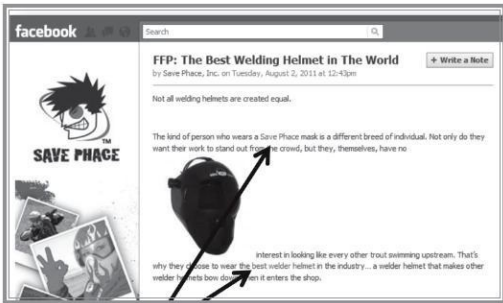 facebook
Search
FFP: The Best Welding Helmet in The World
+ Write a Note
by Save Phace, Inc. on Tuesday, August 2, 2011 at 12:43pm
Not all welding helmets are created equal.
The kind of person who wears a Save Phace mask is a different breed of individual. Not only do they
want their work to stand out from the crowd, but they, themselves, have no
TM
SAVE PHACE
interest in looking like every other trout swimming upstream. That's
why they choose to wear the best welder helmet in the industry... a welder helmet that makes other
welder helmets bow down when it enters the shop.